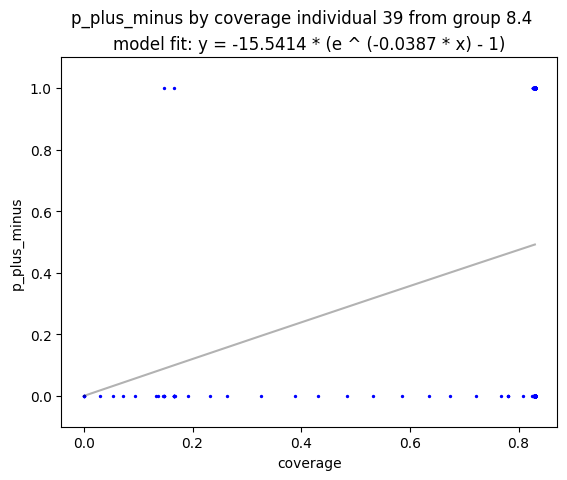 p_plus_minus by coverage individual 39 from group 8.4
model fit: y = -15.5414 * (e ^ (-0.0387 * x) - 1)
1.0
0.8
0.6
0.4
0.2
0.0
p_plus_minus
0.0 0.2 0.4 0.6 0.8
coverage